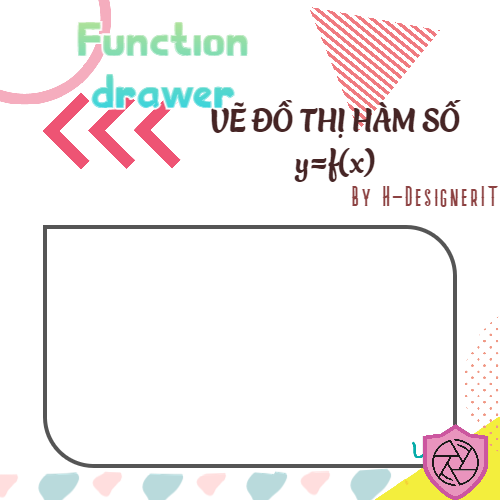 Function
drawer
VẼ ĐỒ THỊ HÀM SỐ
y=f(x)
By H-DesignerIT